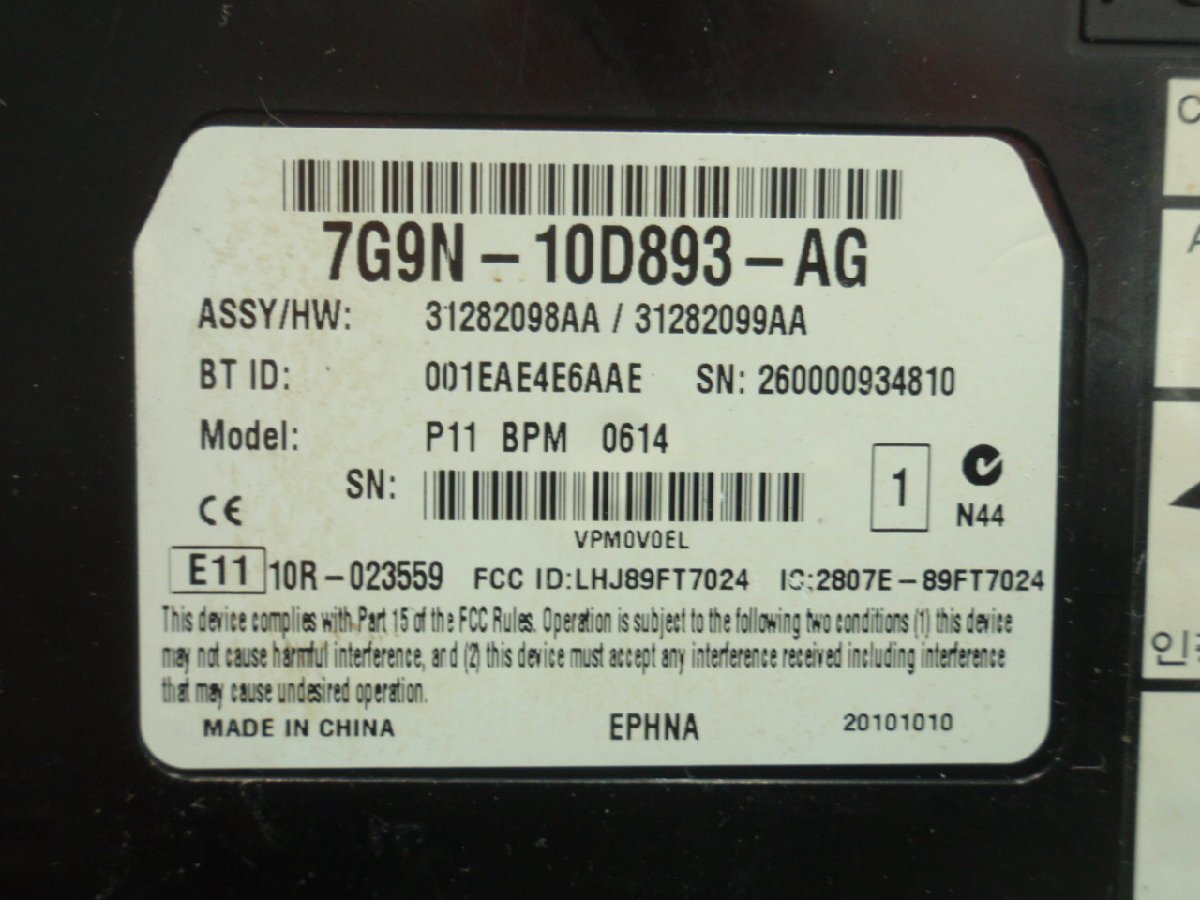 7G9N - 10D893 - AG
ASSY/HW: 31282098AA / 31282099AA
BT ID: 001EAE4E6AAE SN: 260000934810
Model: P11 BPM 0614
SN:
1
N44
CE
VPM0V0EL
E11 10R-023559 FCC ID:LHJ89FT7024 IC:2807E-89FT7024
This device complies with Part 15 of the FCC Rules. Operation is subject to the following two conditions (1) this device
may not cause harmful interference, and (2) this device must accept any interference received including interference
that may cause undesired operation.
MADE IN CHINA EPHNA 20101010